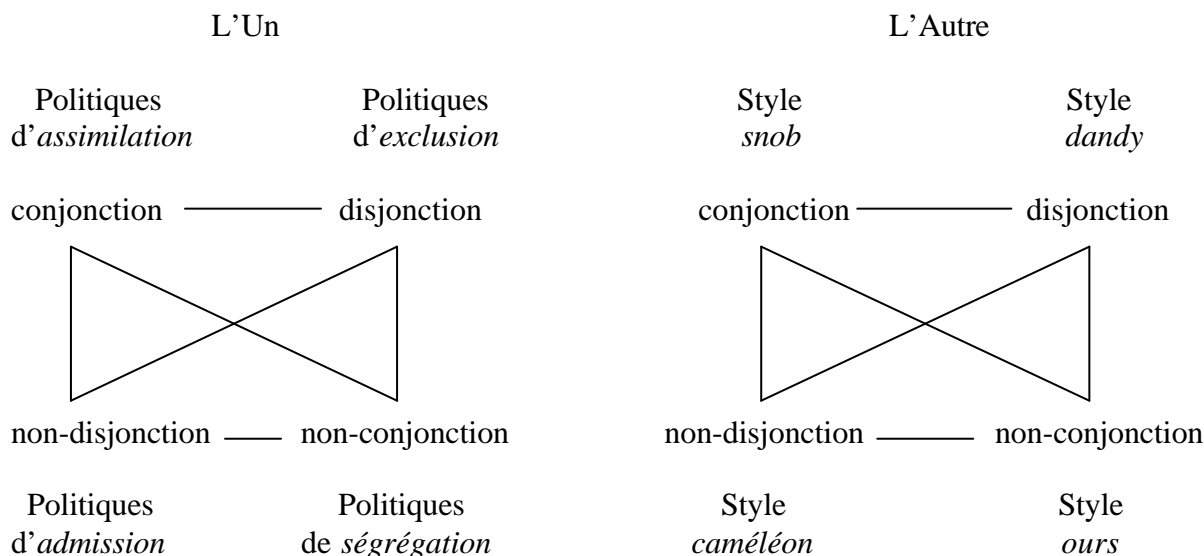 L’Un
L’Autre
Politiques
d’assimilation
Politiques
d’exclusion
Style
snob
Style
dandy
conjonction
disjonction
conjonction
disjonction
non-disjonction
non-conjonction
non-disjonction
non-conjonction
Politiques
d’admission
Politiques
de ségrégation
Style
caméléon
Style
ours